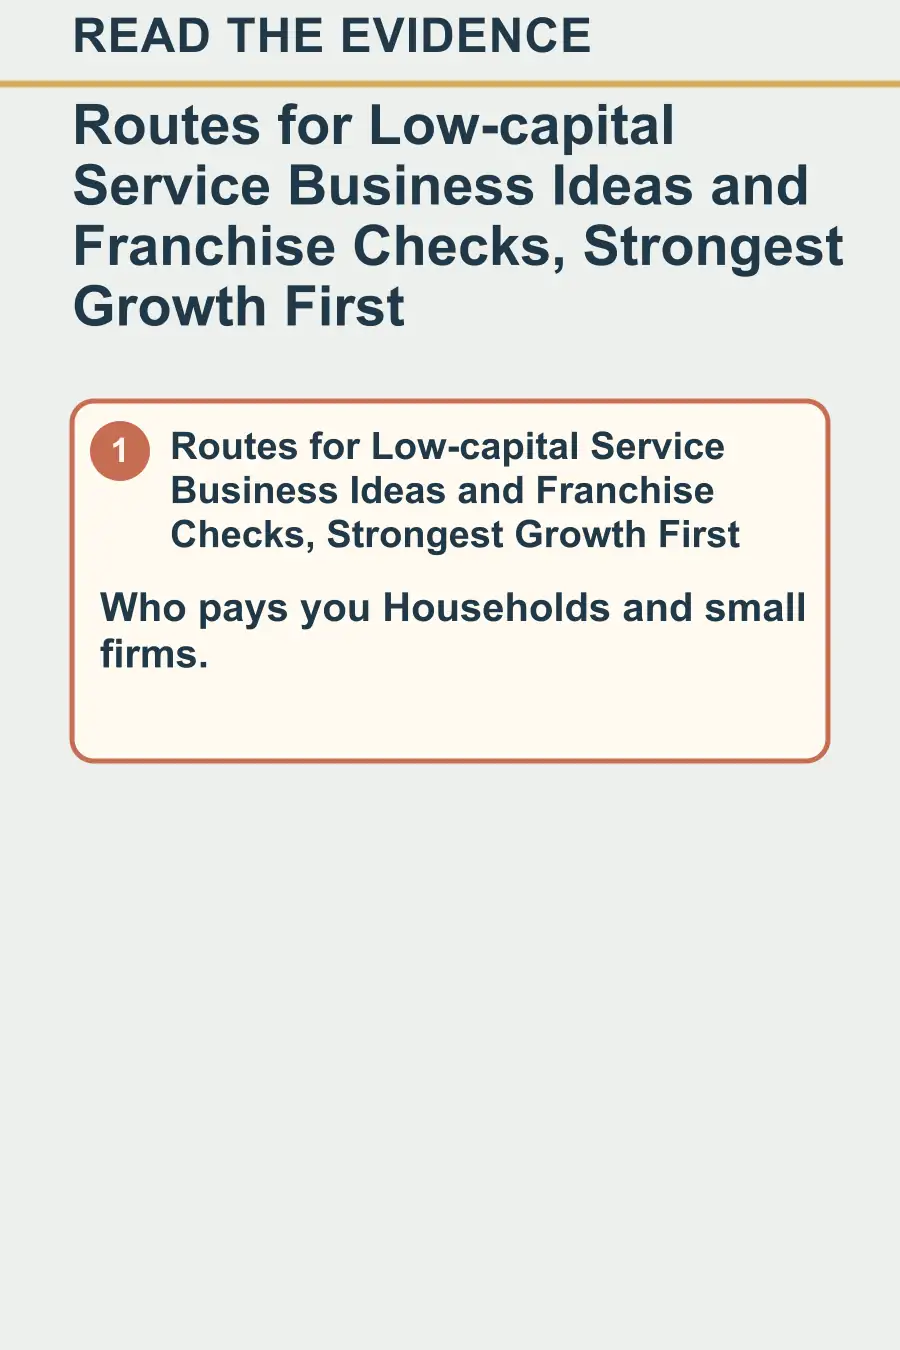 READ THE EVIDENCE
Routes for Low-capital
Service Business Ideas and
Franchise Checks, Strongest
Growth First
1
Routes for Low-capital Service
Business Ideas and Franchise
Checks, Strongest Growth First
Who pays you Households and small
firms.